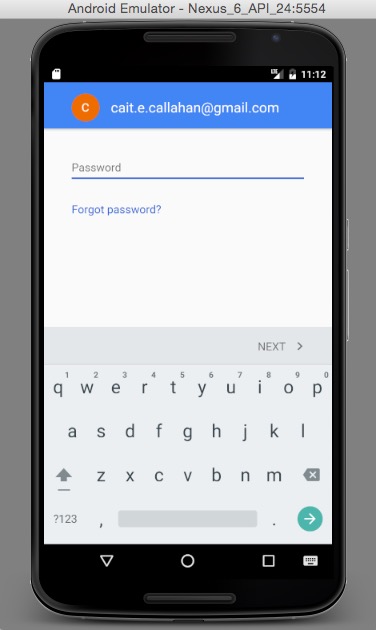 Android Emulator - Nexus_6_API_24:5554
11:12
C cait.e.callahan@gmail.com
Password
Forgot password?
NEXT
1 2 3 4 5 6 7 8 9 0
q w e r t y u i o p
a s d f g h j k l
z x c v b n m
?123 , .